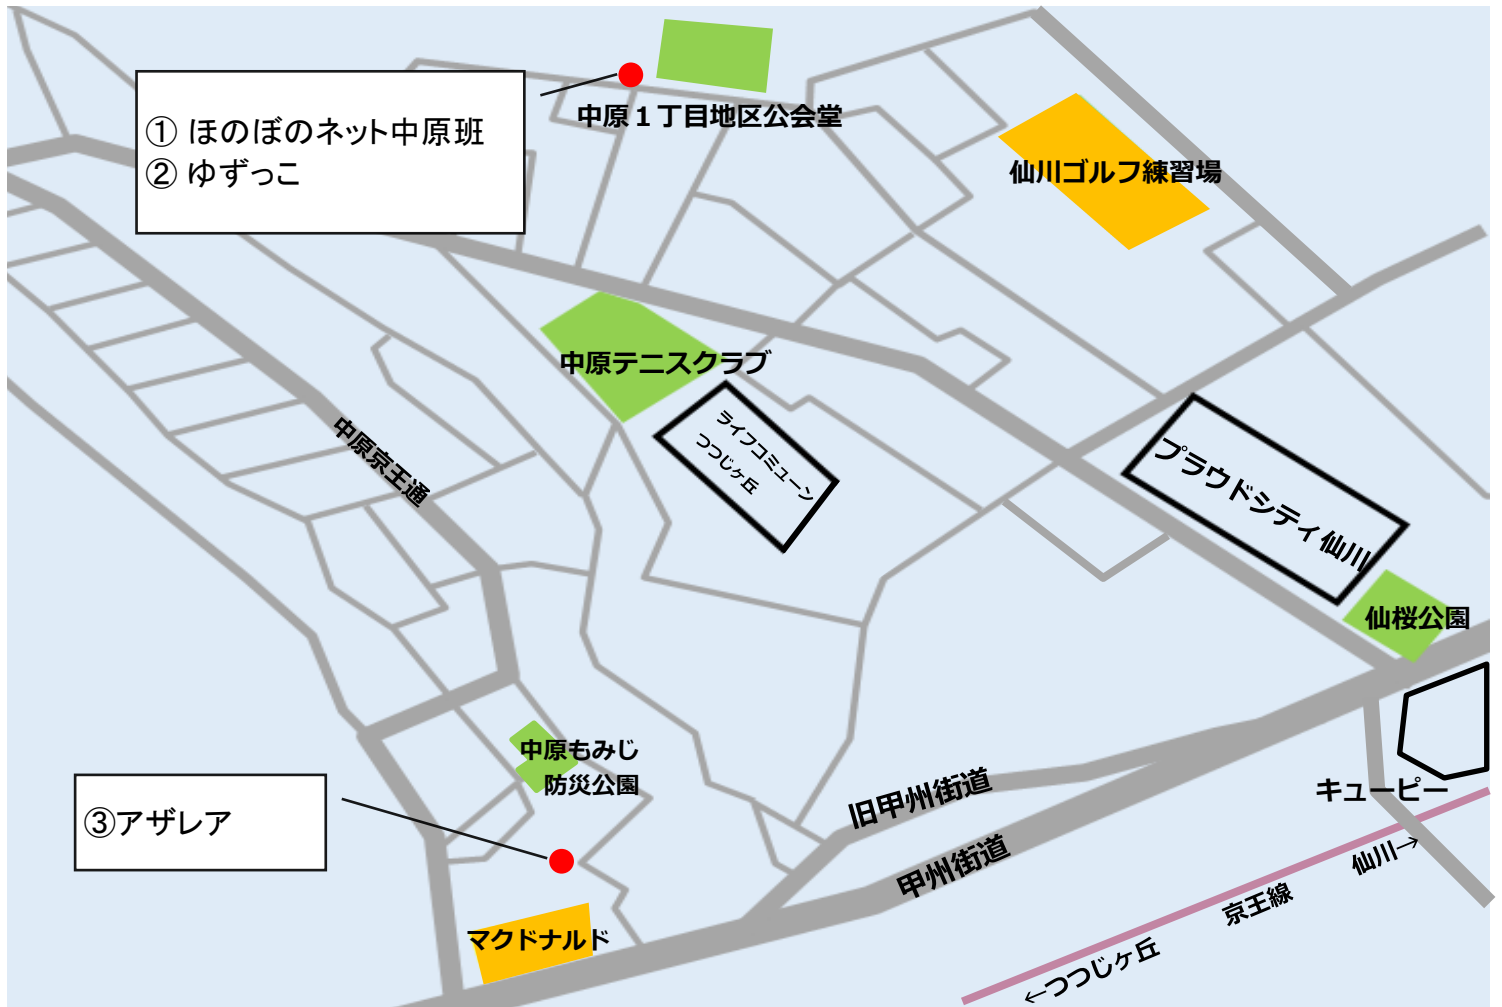 ① ほのぼのネット中原班
② ゆずっこ
中原１丁目地区公会堂
仙川ゴルフ練習場
中原テニスクラブ
ライフコミューン
つつじヶ丘
中原京王通
プラウドシティ仙川
仙桜公園
中原もみじ
防災公園
③アザレア
旧甲州街道
甲州街道
キューピー
仙川→
京王線
←つつじヶ丘
マクドナルド